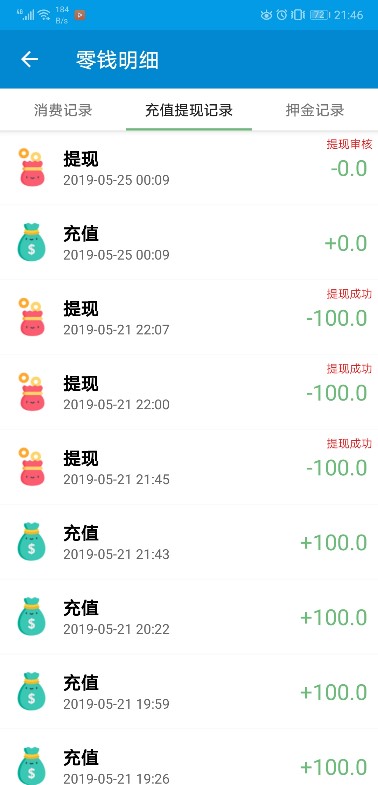 184
B/s
72
21:46
零钱明细
消费记录
充值提现记录
押金记录
提现审核
提现
-0.0
2019-05-25 00:09
充值
+0.0
2019-05-25 00:09
提现成功
提现
-100.0
2019-05-21 22:07
提现成功
提现
-100.0
2019-05-21 22:00
提现成功
提现
-100.0
2019-05-21 21:45
充值
+100.0
2019-05-21 21:43
充值
+100.0
2019-05-21 20:22
充值
+100.0
2019-05-21 19:59
充值
+100.0
2019-05-21 19:26